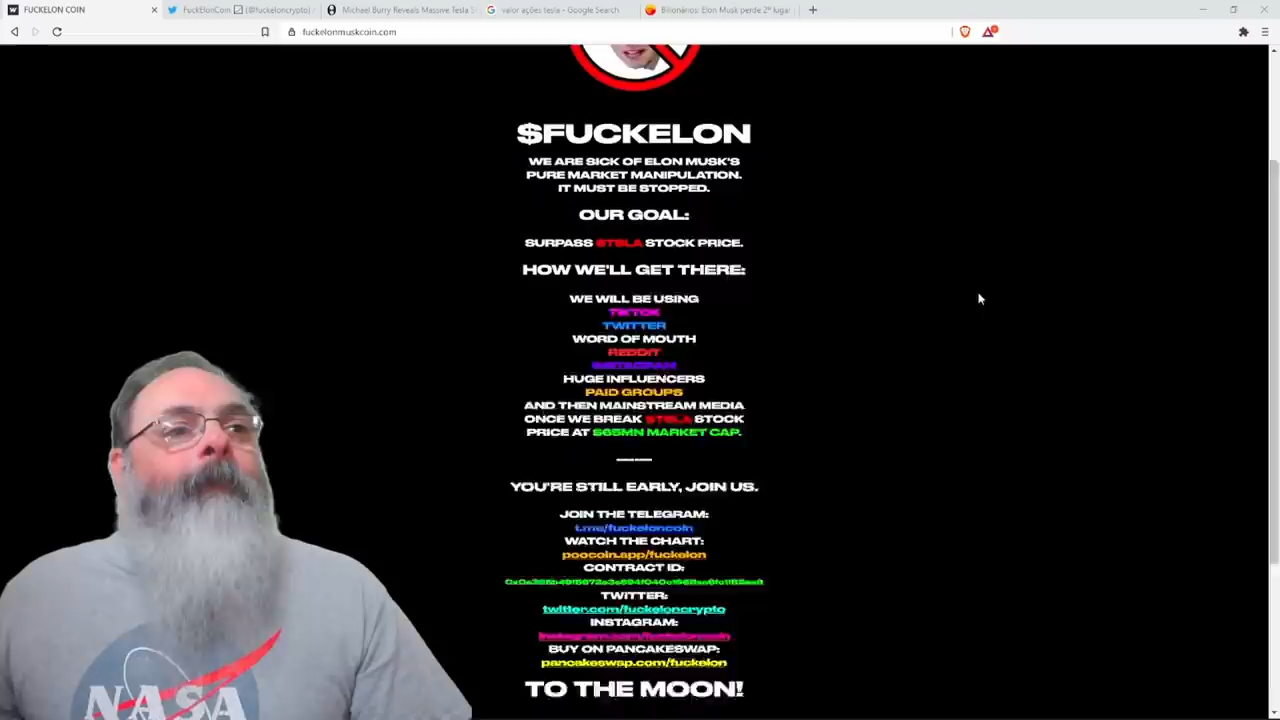 FUCKELON COIN
FuckElonCoin (@fuckeloncrypto) /
Michael Burry Reveals Massive Tesla S
valor ações tesla - Google Search
Bilionários: Elon Musk perde 2º lugar
fuckelonmuskcoin.com
$FUCKELON
WE ARE SICK OF ELON MUSK'S
PURE MARKET MANIPULATION.
IT MUST BE STOPPED.
OUR GOAL:
SURPASS $TSLA STOCK PRICE.
HOW WE'LL GET THERE:
WE WILL BE USING
TIKTOK
TWITTER
WORD OF MOUTH
REDDIT
HUGE INFLUENCERS
PAID GROUPS
AND THEN MAINSTREAM MEDIA
ONCE WE BREAK $TSLA STOCK
PRICE AT $65MN MARKET CAP.
YOU'RE STILL EARLY, JOIN US.
JOIN THE TELEGRAM:
t.me/fuckeloncoin
WATCH THE CHART:
poocoin.app/fuckelon
CONTRACT ID:
TWITTER:
twitter.com/fuckeloncrypto
INSTAGRAM:
instagram.com/fuckeloncoin
BUY ON PANCAKESWAP:
pancakeswap.com/fuckelon
TO THE MOON!
NASA